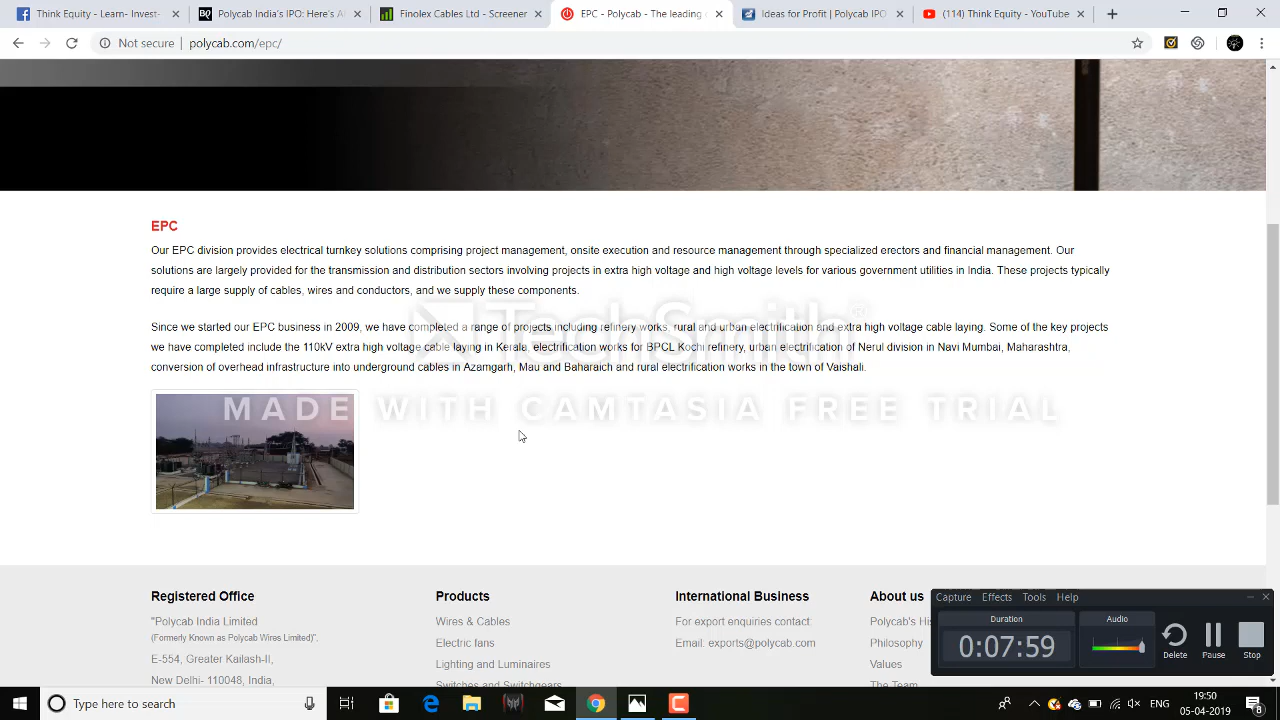 Think Equity - Learn- Invest-
Polycab India's IPO: Here's A
Finolex Cables Ltd - Screener
EPC - Polycab - The leading
Ideas for Profit | Polycab IPO
(114) Think Equity - YouTube
Not secure | polycab.com/epc/
EPC
Our EPC division provides electrical turnkey solutions comprising project management, onsite execution and resource management through specialized erectors and financial management. Our
solutions are largely provided for the transmission and distribution sectors involving projects in extra high voltage and high voltage levels for various government utilities in India. These projects typically
require a large supply of cables, wires and conductors, and we supply these components.
Since we started our EPC business in 2009, we have completed a range of projects including refinery works, rural and urban electrification and extra high voltage cable laying. Some of the key projects
we have completed include the 110kV extra high voltage cable laying in Kerala, electrification works for BPCL Kochi refinery, urban electrification of Nerul division in Navi Mumbai, Maharashtra,
conversion of overhead infrastructure into underground cables in Azamgarh, Mau and Baharaich and rural electrification works in the town of Vaishali.
TechSmith
MADE WITH CAMTASIA FREE TRIAL
Registered Office
"Polycab India Limited
(Formerly Known as Polycab Wires Limited)".
E-554, Greater Kailash-II,
New Delhi- 110048, India,
Products
Wires & Cables
Electric fans
Lighting and Luminaires
Switches and Switchgears
International Business
For export enquiries contact
Email: exports@polycab.com
About us
Polycab's His
Philosophy
Values
The Team
Capture Effects Tools Help
Duration
0:07:59
Audio
Delete
Pause
Stop
Type here to search
ENG
19:50
05-04-2019
8